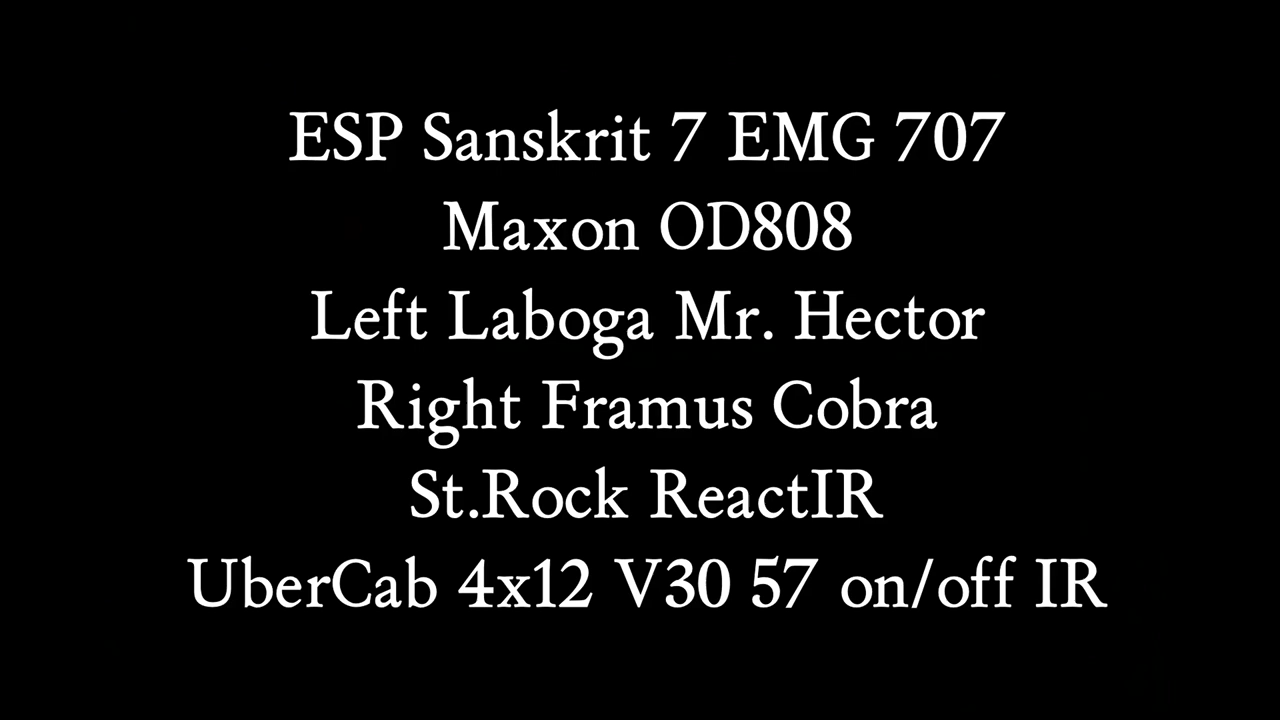 ESP Sanskrit 7 EMG 707
Maxon OD808
Left Laboga Mr. Hector
Right Framus Cobra
St.Rock ReactIR
UberCab 4x12 V30 57 on/off IR